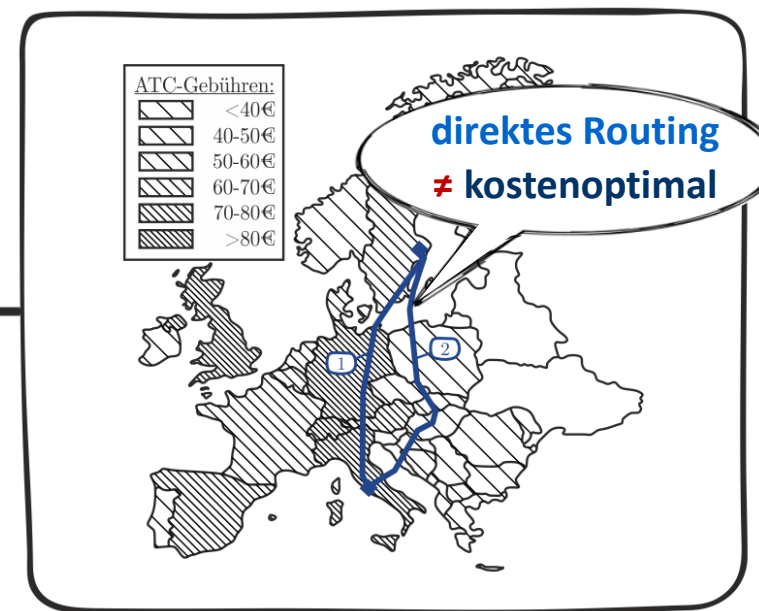 ATC-Gebühren:
<40€
40-50€
50-60€
60-70€
70-80€
>80€
direktes Routing
≠ kostenoptimal
1
2